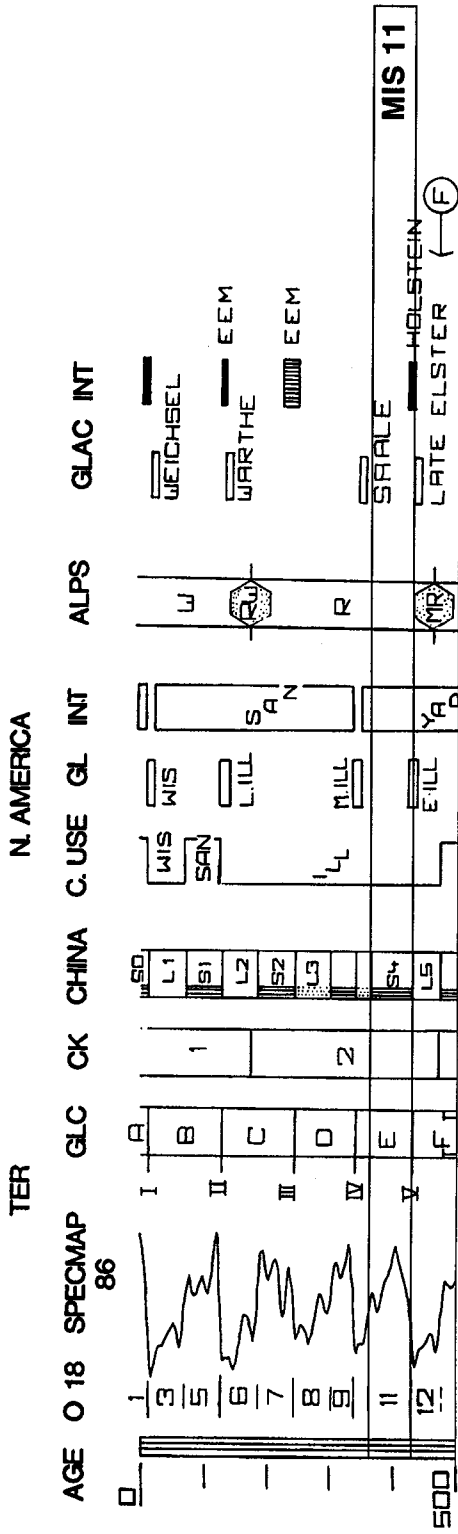 N. AMERICA
TER
AGE O 18 SPECMAP GLC CK CHINA C. USE GL INT ALPS GLAC INT
86
0
500
1
3
5
6
7
8
9
11
12
I
II
III
IV
V
A
B
C
D
E
F
1
2
S0
L1
S1
L2
S2
L3
S4
L5
WIS
SAN
ILL
WIS
L.ILL
M.ILL
E.ILL
SAN
YAR
W
RW
R
MR
WEICHSEL
WARTHE
SAALE
LATE ELSTER
EEM
EEM
HOLSTEIN
F
MIS 11